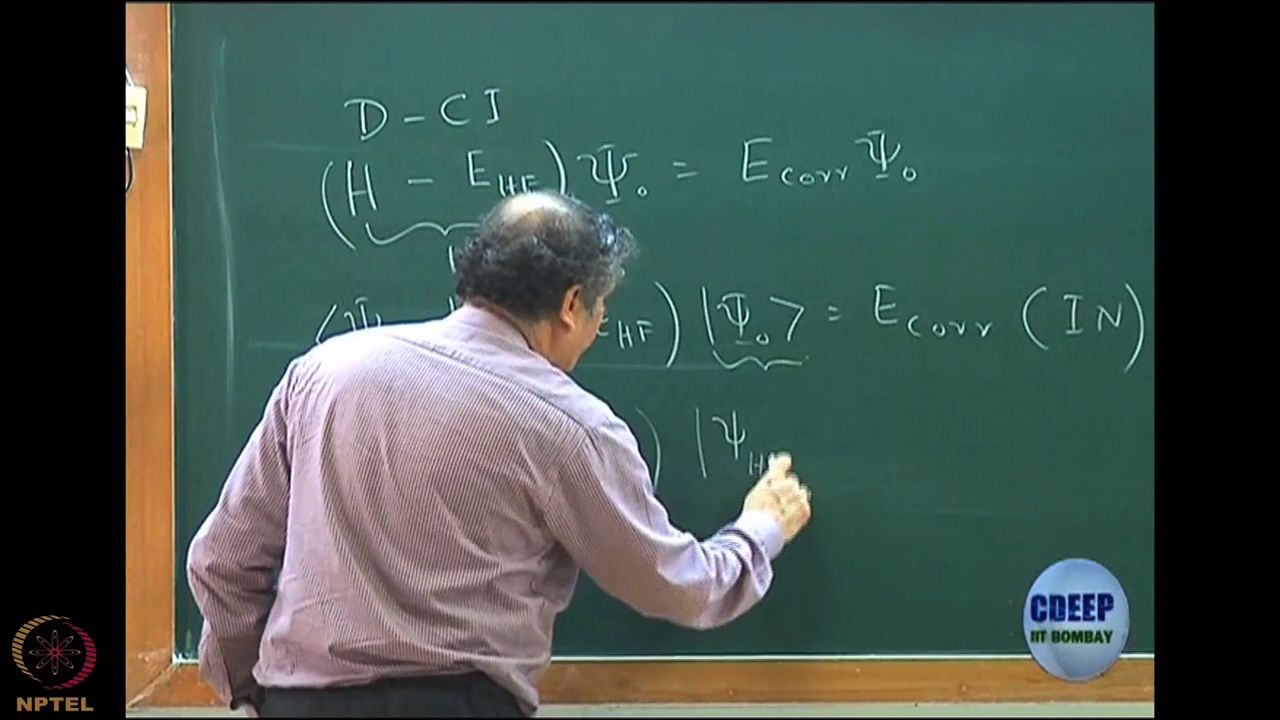 D - CI
(H - E_HF) Ψ₀ = E_corr Ψ₀
(Ψ E_HF) |Ψ₀> = E_corr (IN)
) |Ψ_H
CDEEP
IIT BOMBAY
NPTEL